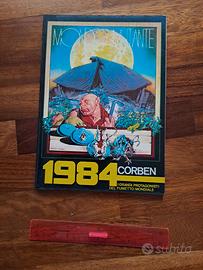 MONDO MUTANTE
1984
CORBEN
I GRANDI PROTAGONISTI
DEL FUMETTO MONDIALE
subito